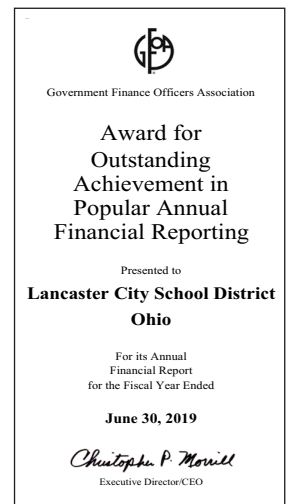 GFOA
Government Finance Officers Association
Award for
Outstanding
Achievement in
Popular Annual
Financial Reporting
Presented to
Lancaster City School District
Ohio
For its Annual
Financial Report
for the Fiscal Year Ended
June 30, 2019
Christopher P. Morrill
Executive Director/CEO